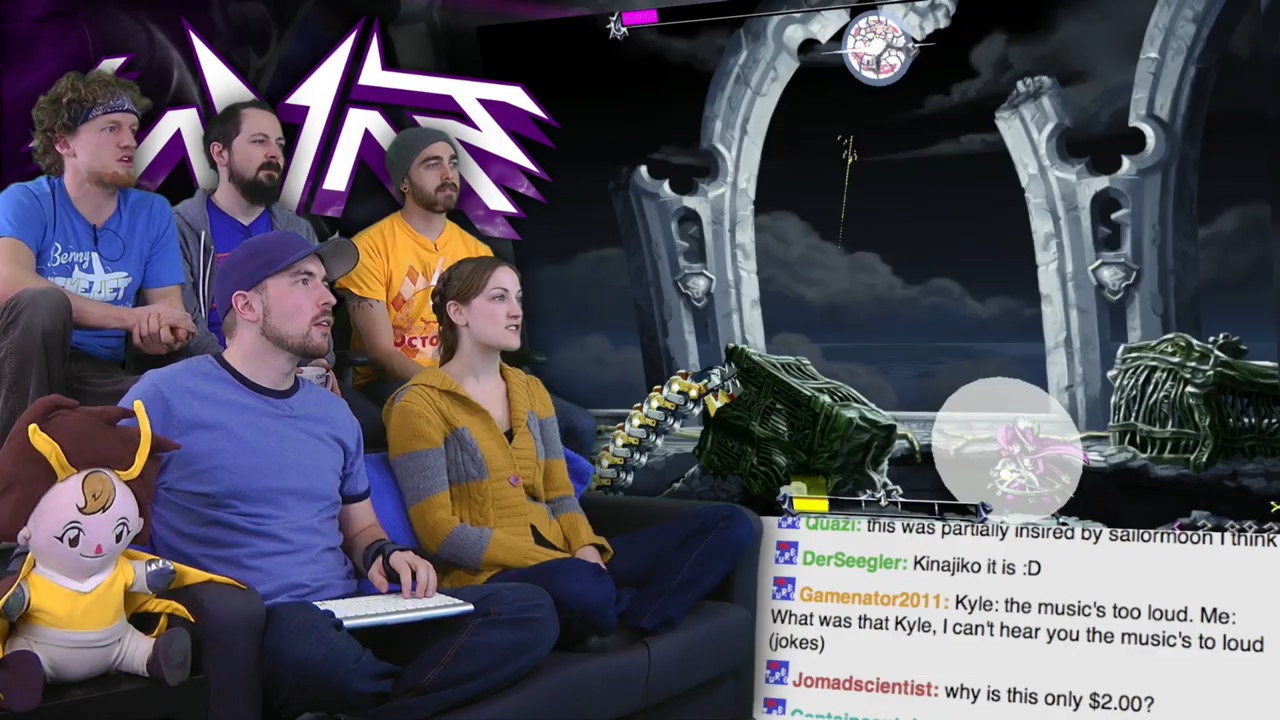 Benny
OCTO
Quazi: this was partially insired by sailormoon I think
DerSeegler: Kinajiko it is :D
Gamenator2011: Kyle: the music's too loud. Me:
What was that Kyle, I can't hear you the music's to loud
(jokes)
Jomadscientist: why is this only $2.00?